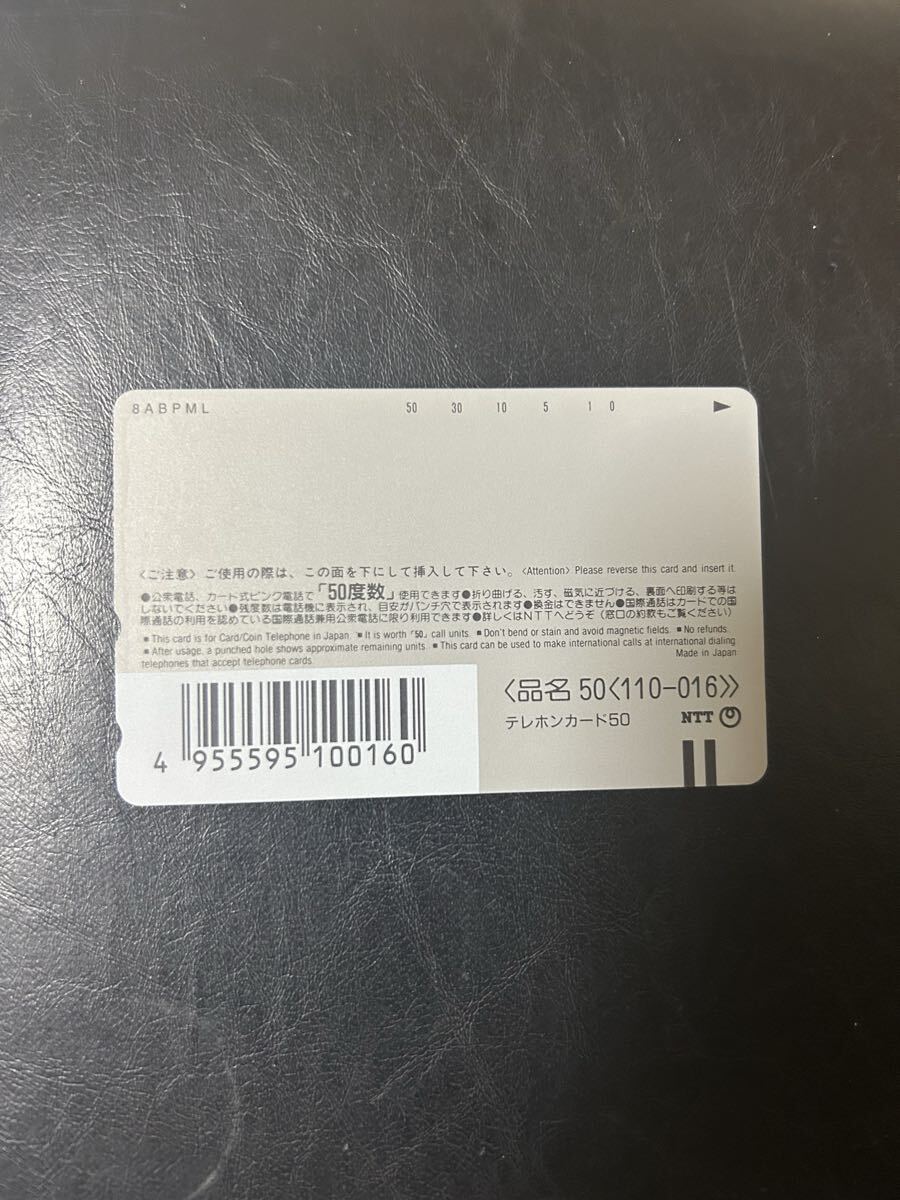 8ABPML 50 30 10 5 1 0
〈ご注意〉ご使用の際は、この面を下にして挿入して下さい。〈Attention〉 Please reverse this card and insert it.
●公衆電話、カード式ピンク電話で「50度数」使用できます●折り曲げる、汚す、磁気に近づける、裏面へ印刷する等は
しないでください●残度数は電話機に表示され、目安がパンチ穴で表示されます●換金はできません●国際通話はカードでの国
際通話の利用を認めている国際通話兼用公衆電話に限り利用できます●詳しくはNTTへどうぞ（窓口の約款もご覧ください）
■ This card is for Card/Coin Telephone in Japan. ■ It is worth "50" call units. ■ Don't bend or stain and avoid magnetic fields. ■ No refunds.
■ After usage, a punched hole shows approximate remaining units. ■ This card can be used to make international calls at international dialing
telephones that accept telephone cards. Made in Japan
〈品名 50〈110-016〉〉
テレホンカード50 NTT
4 955595 100160